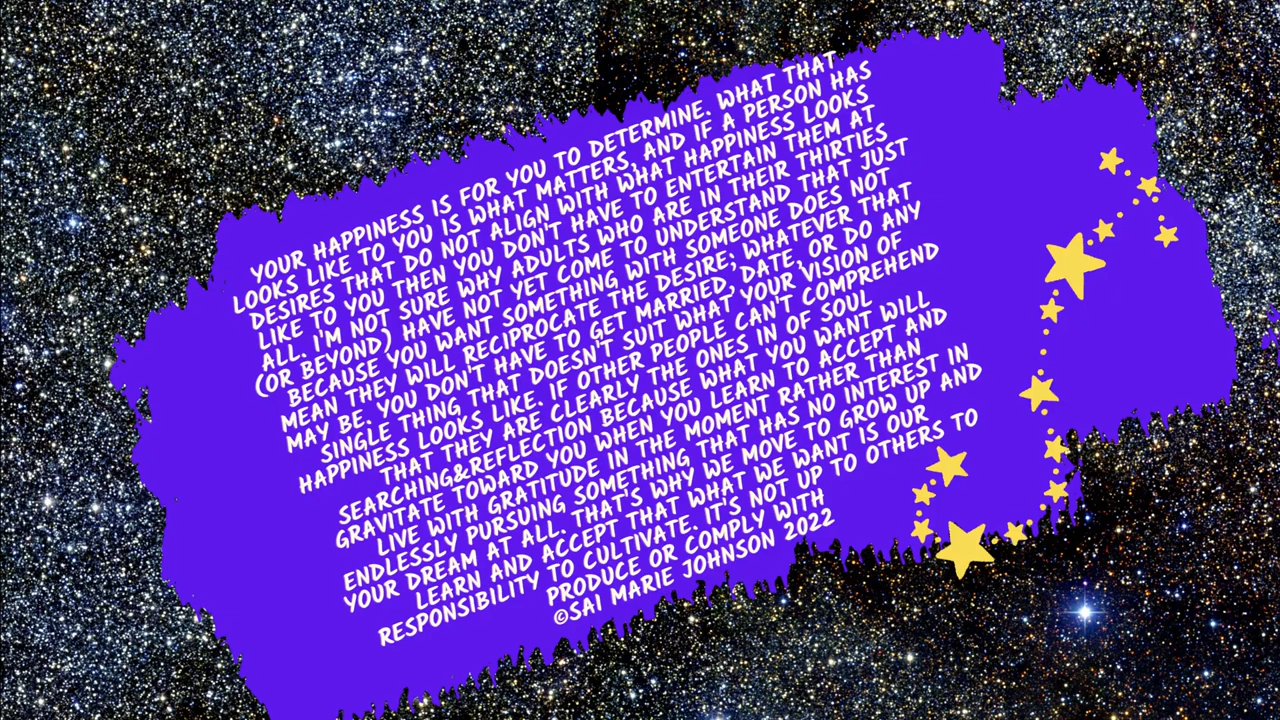 YOUR HAPPINESS IS FOR YOU TO DETERMINE. WHAT THAT
LOOKS LIKE TO YOU IS WHAT MATTERS, AND IF A PERSON HAS
DESIRES THAT DO NOT ALIGN WITH WHAT HAPPINESS LOOKS
LIKE TO YOU THEN YOU DON'T HAVE TO ENTERTAIN THEM AT
ALL. I'M NOT SURE WHY ADULTS WHO ARE IN THEIR THIRTIES
(OR BEYOND) HAVE NOT YET COME TO UNDERSTAND THAT JUST
BECAUSE YOU WANT SOMETHING WITH SOMEONE DOES NOT
MEAN THEY WILL RECIPROCATE THE DESIRE; WHATEVER THAT
MAY BE. YOU DON'T HAVE TO GET MARRIED, DATE, OR DO ANY
SINGLE THING THAT DOESN'T SUIT WHAT YOUR VISION OF
HAPPINESS LOOKS LIKE. IF OTHER PEOPLE CAN'T COMPREHEND
THAT THEY ARE CLEARLY THE ONES IN OF SOUL
SEARCHING&REFLECTION BECAUSE WHAT YOU WANT WILL
GRAVITATE TOWARD YOU WHEN YOU LEARN TO ACCEPT AND
LIVE WITH GRATITUDE IN THE MOMENT RATHER THAN
ENDLESSLY PURSUING SOMETHING THAT HAS NO INTEREST IN
YOUR DREAM AT ALL. THAT'S WHY WE MOVE TO GROW UP AND
LEARN AND ACCEPT THAT WHAT WE WANT IS OUR
RESPONSIBILITY TO CULTIVATE. IT'S NOT UP TO OTHERS TO
PRODUCE OR COMPLY WITH
©SAI MARIE JOHNSON 2022